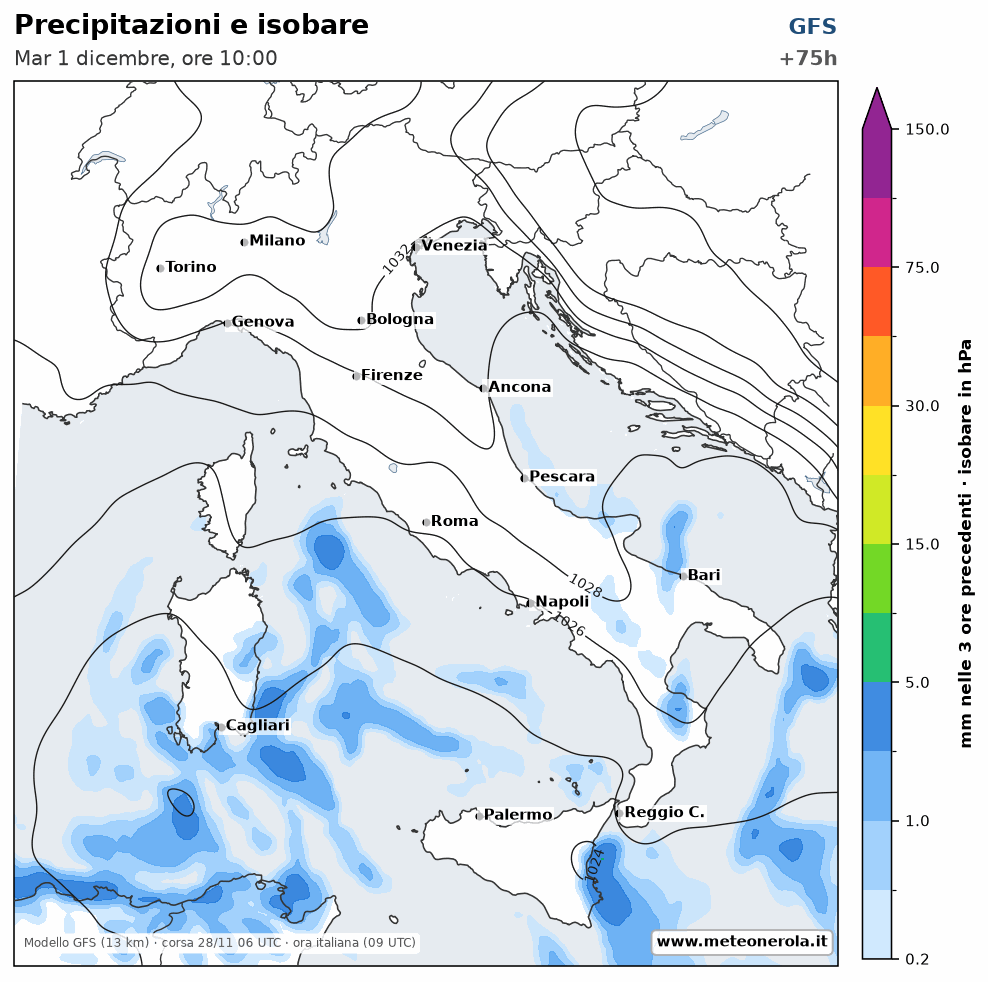 Precipitazioni e isobare
GFS
Mar 1 dicembre, ore 10:00
+75h
150.0
75.0
30.0
15.0
5.0
1.0
0.2
mm nelle 3 ore precedenti · isobare in hPa
Milano
Venezia
1032
Torino
Genova
Bologna
Firenze
Ancona
Pescara
Roma
Bari
1028
Napoli
1026
Cagliari
Palermo
Reggio C.
1024
Modello GFS (13 km) · corsa 28/11 06 UTC · ora italiana (09 UTC)
www.meteonerola.it